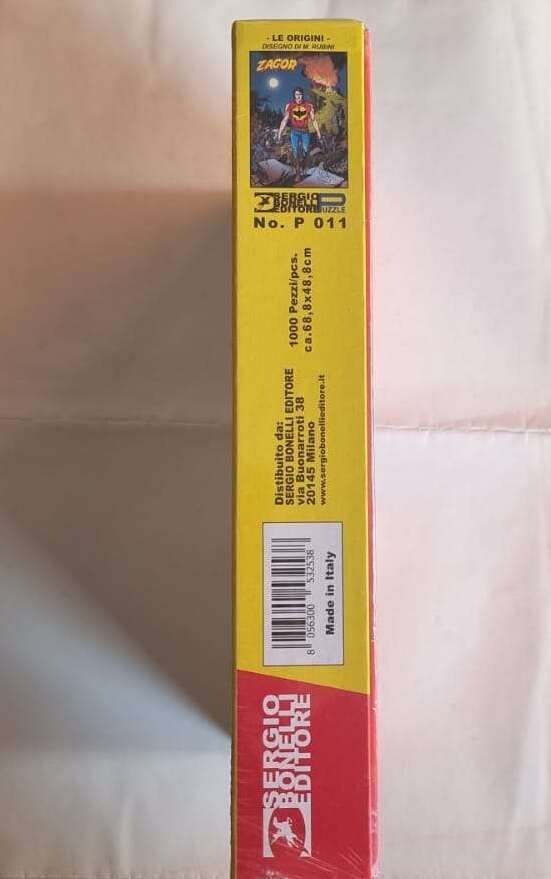 - LE ORIGINI -
DISEGNO DI M. RUBINI
ZAGOR
SERGIO
BONELLI
EDITORE
PUZZLE
No. P 011
1000 Pezzi/pcs.
ca.68,8x48,8cm
Distibuito da:
SERGIO BONELLI EDITORE
via Buonarroti 38
20145 Milano
www.sergiobonellieditore.it
8 056300 532538
Made in Italy
SERGIO
BONELLI
EDITORE